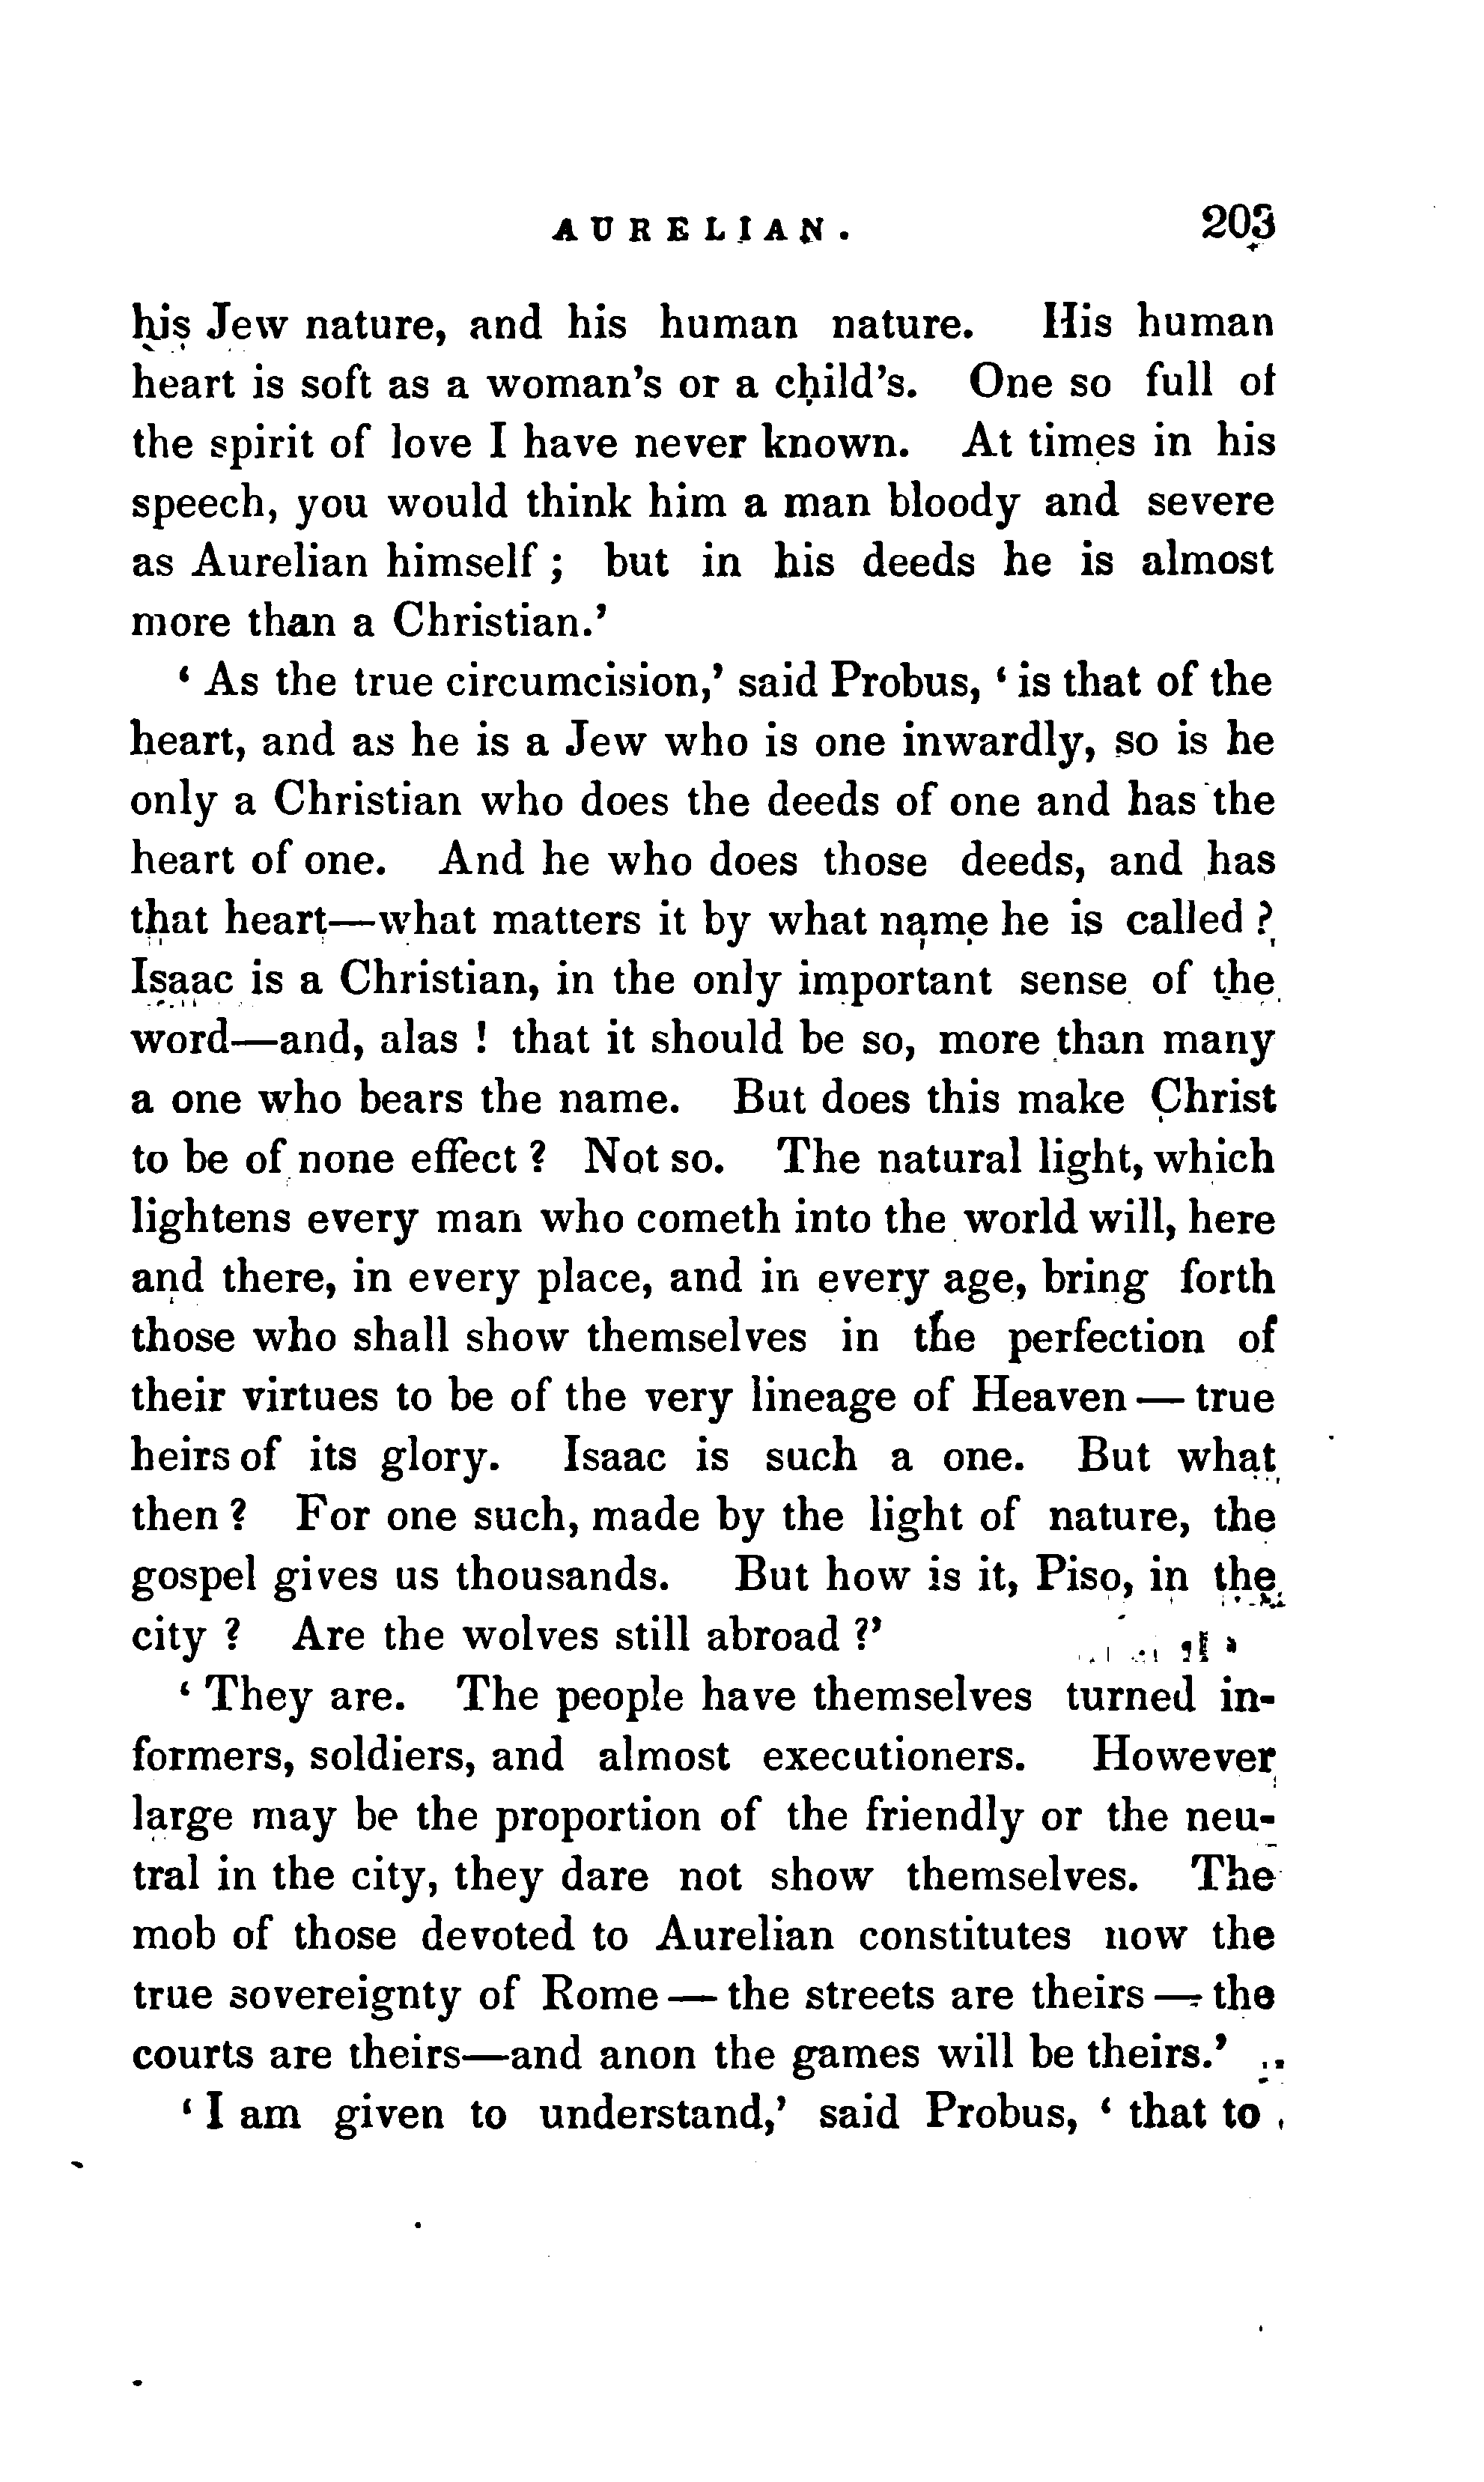 AURELIAN. 203
his Jew nature, and his human nature. His human
heart is soft as a woman's or a child's. One so full of
the spirit of love I have never known. At times in his
speech, you would think him a man bloody and severe
as Aurelian himself ; but in his deeds he is almost
more than a Christian.'
‘ As the true circumcision,’ said Probus, ‘ is that of the
heart, and as he is a Jew who is one inwardly, so is he
only a Christian who does the deeds of one and has the
heart of one. And he who does those deeds, and has
that heart—what matters it by what name he is called ?
Isaac is a Christian, in the only important sense of the
word—and, alas ! that it should be so, more than many
a one who bears the name. But does this make Christ
to be of none effect ? Not so. The natural light, which
lightens every man who cometh into the world will, here
and there, in every place, and in every age, bring forth
those who shall show themselves in the perfection of
their virtues to be of the very lineage of Heaven — true
heirs of its glory. Isaac is such a one. But what
then ? For one such, made by the light of nature, the
gospel gives us thousands. But how is it, Piso, in the
city ? Are the wolves still abroad ?’
‘ They are. The people have themselves turned in-
formers, soldiers, and almost executioners. However
large may be the proportion of the friendly or the neu-
tral in the city, they dare not show themselves. The
mob of those devoted to Aurelian constitutes now the
true sovereignty of Rome — the streets are theirs — the
courts are theirs—and anon the games will be theirs.’
‘ I am given to understand,’ said Probus, ‘ that to